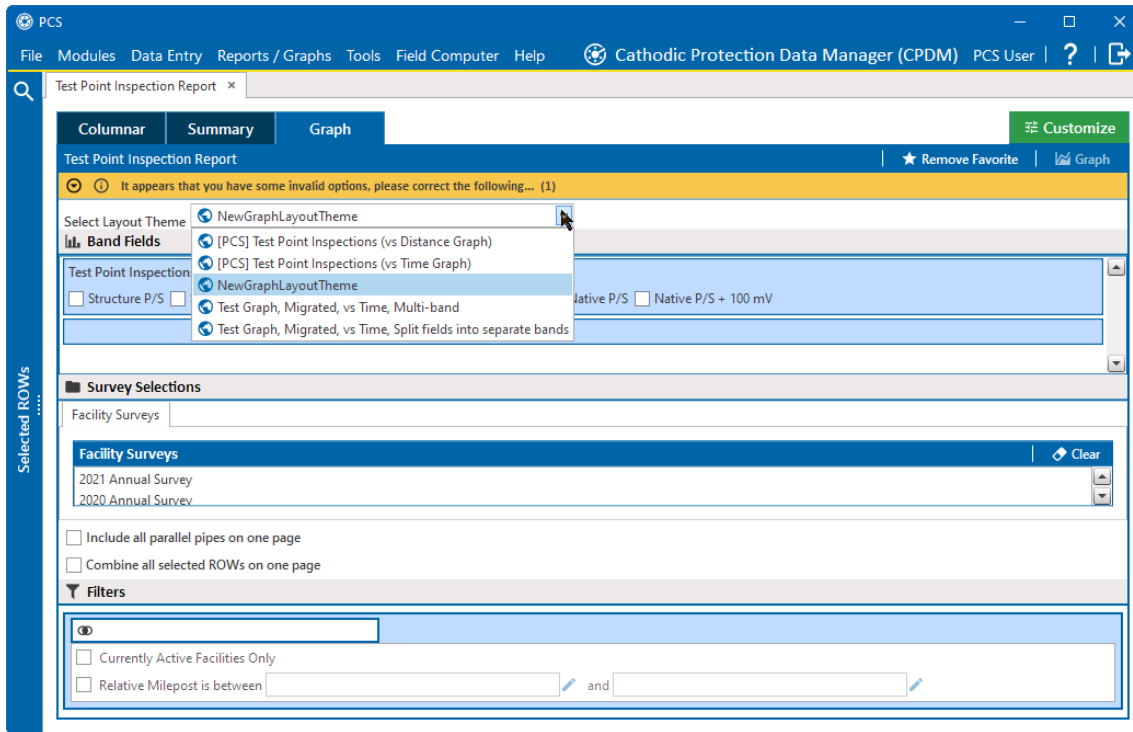 PCS
File Modules Data Entry Reports / Graphs Tools Field Computer Help Cathodic Protection Data Manager (CPDM) PCS User | ? |
Test Point Inspection Report ×
Columnar Summary Graph Customize
Test Point Inspection Report | Remove Favorite | Graph
It appears that you have some invalid options, please correct the following... (1)
Select Layout Theme NewGraphLayoutTheme
Band Fields
[PCS] Test Point Inspections (vs Distance Graph)
[PCS] Test Point Inspections (vs Time Graph)
NewGraphLayoutTheme
Test Graph, Migrated, vs Time, Multi-band
Test Graph, Migrated, vs Time, Split fields into separate bands
Test Point Inspection
Structure P/S Native P/S Native P/S + 100 mV
Selected ROWs
Survey Selections
Facility Surveys
Facility Surveys | Clear
2021 Annual Survey
2020 Annual Survey
Include all parallel pipes on one page
Combine all selected ROWs on one page
Filters
Currently Active Facilities Only
Relative Milepost is between and